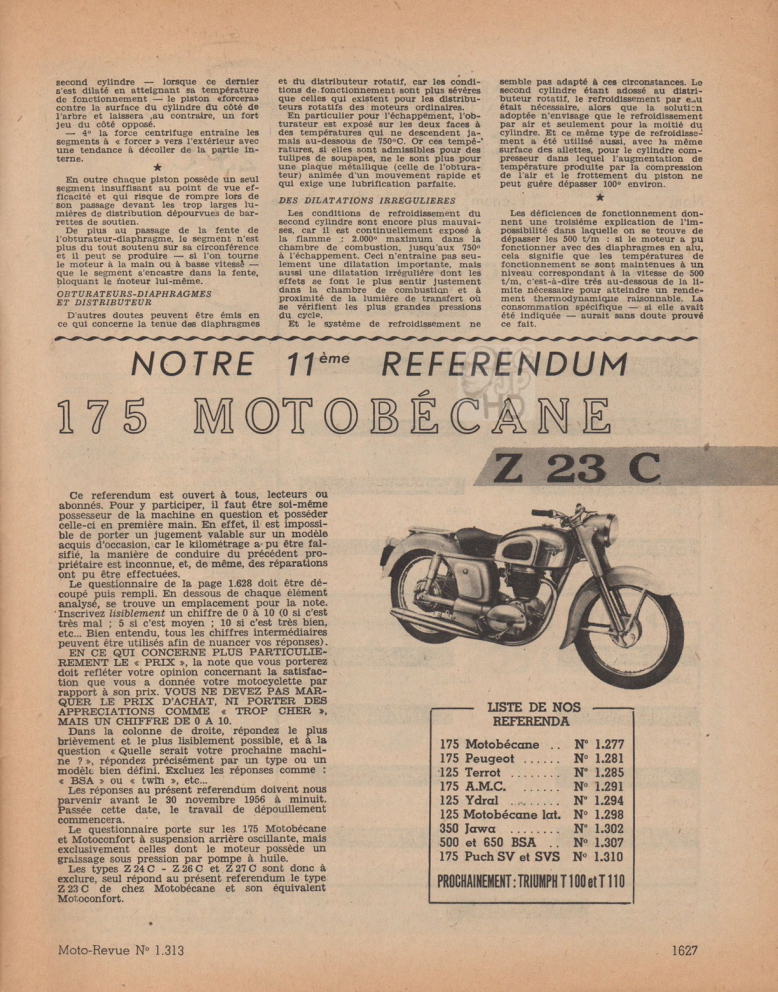 second cylindre — lorsque ce dernier
s'est dilaté en atteignant sa température
de fonctionnement — le piston «forcera»
contre la surface du cylindre du côté de
l'arbre et laissera ,au contraire, un fort
jeu du côté opposé.
— 4° la force centrifuge entraîne les
segments à « forcer » vers l'extérieur avec
une tendance à décoller de la partie in-
terne.
★
En outre chaque piston possède un seul
segment insuffisant au point de vue ef-
ficacité et qui risque de rompre lors de
son passage devant les trop larges lu-
mières de distribution dépourvues de bar-
rettes de soutien.
De plus au passage de la fente de
l'obturateur-diaphragme, le segment n'est
plus du tout soutenu sur sa circonférence
et il peut se produire — si l'on tourne
le moteur à la main ou à basse vitesse —
que le segment s'encastre dans la fente,
bloquant le moteur lui-même.
OBTURATEURS-DIAPHRAGMES
ET DISTRIBUTEUR
D'autres doutes peuvent être émis en
ce qui concerne la tenue des diaphragmes
et du distributeur rotatif, car les condi-
tions de fonctionnement sont plus sévères
que celles qui existent pour les distribu-
teurs rotatifs des moteurs ordinaires.
En particulier pour l'échappement, l'ob-
turateur est exposé sur les deux faces à
des températures qui ne descendent ja-
mais au-dessous de 750°C. Or ces tempé-
ratures, si elles sont admissibles pour des
tulipes de soupapes, ne le sont plus pour
une plaque métallique (celle de l'obtura-
teur) animée d'un mouvement rapide et
qui exige une lubrification parfaite.
DES DILATATIONS IRREGULIERES
Les conditions de refroidissement du
second cylindre sont encore plus mauvai-
ses, car il est continuellement exposé à
la flamme : 2.000° maximum dans la
chambre de combustion, jusqu'aux 750°
à l'échappement. Ceci n'entraîne pas seu-
lement une dilatation importante, mais
aussi une dilatation irrégulière dont les
effets se font le plus sentir justement
dans la chambre de combustion et à
proximité de la lumière de transfert où
se vérifient les plus grandes pressions
du cycle.
Et le système de refroidissement ne
semble pas adapté à ces circonstances. Le
second cylindre étant adossé au distri-
buteur rotatif, le refroidissement par eau
était nécessaire, alors que la solution
adoptée n'envisage que le refroidissement
par air et seulement pour la moitié du
cylindre. Et ce même type de refroidisse-
ment a été utilisé aussi, avec la même
surface des ailettes, pour le cylindre com-
presseur dans lequel l'augmentation de
température produite par la compression
de l'air et le frottement du piston ne
peut guère dépasser 100° environ.
★
Les déficiences de fonctionnement don-
nent une troisième explication de l'im-
possibilité dans laquelle on se trouve de
dépasser les 500 t/m : si le moteur a pu
fonctionner avec des diaphragmes en alu,
cela signifie que les températures de
fonctionnement se sont maintenues à un
niveau correspondant à la vitesse de 500
t/m, c'est-à-dire très au-dessous de la li-
mite nécessaire pour atteindre un rende-
ment thermodynamique raisonnable. La
consommation spécifique — si elle avait
été indiquée — aurait sans doute prouvé
ce fait.
NOTRE 11ème REFERENDUM
175 MOTOBÉCANE
Z 23 C
Ce referendum est ouvert à tous, lecteurs ou
abonnés. Pour y participer, il faut être soi-même
possesseur de la machine en question et posséder
celle-ci en première main. En effet, il est impossi-
ble de porter un jugement valable sur un modèle
acquis d'occasion, car le kilométrage a pu être fal-
sifié, la manière de conduire du précédent pro-
priétaire est inconnue, et, de même, des réparations
ont pu être effectuées.
Le questionnaire de la page 1.628 doit être dé-
coupé puis rempli. En dessous de chaque élément
analysé, se trouve un emplacement pour la note.
Inscrivez lisiblement un chiffre de 0 à 10 (0 si c'est
très mal ; 5 si c'est moyen ; 10 si c'est très bien,
etc... Bien entendu, tous les chiffres intermédiaires
peuvent être utilisés afin de nuancer vos réponses).
EN CE QUI CONCERNE PLUS PARTICULIE-
REMENT LE « PRIX », la note que vous porterez
doit refléter votre opinion concernant la satisfac-
tion que vous a donnée votre motocyclette par
rapport à son prix. VOUS NE DEVEZ PAS MAR-
QUER LE PRIX D'ACHAT, NI PORTER DES
APPRECIATIONS COMME « TROP CHER »,
MAIS UN CHIFFRE DE 0 A 10.
Dans la colonne de droite, répondez le plus
brièvement et le plus lisiblement possible, et à la
question « Quelle serait votre prochaine machi-
ne ? », répondez précisément par un type ou un
modèle bien défini. Excluez les réponses comme :
« BSA » ou « twin », etc...
Les réponses au présent referendum doivent nous
parvenir avant le 30 novembre 1956 à minuit.
Passée cette date, le travail de dépouillement
commencera.
Le questionnaire porte sur les 175 Motobécane
et Motoconfort à suspension arrière oscillante, mais
exclusivement celles dont le moteur possède un
graissage sous pression par pompe à huile.
Les types Z 24 C - Z 26 C et Z 27 C sont donc à
exclure, seul répond au présent referendum le type
Z 23 C de chez Motobécane et son équivalent
Motoconfort.
LISTE DE NOS
REFERENDA
175 Motobécane .. N° 1.277
175 Peugeot ...... N° 1.281
125 Terrot ........ N° 1.285
175 A.M.C. ...... N° 1.291
125 Ydral ........ N° 1.294
125 Motobécane lat. N° 1.298
350 Jawa ........ N° 1.302
500 et 650 BSA .. N° 1.307
175 Puch SV et SVS N° 1.310
PROCHAINEMENT : TRIUMPH T 100 et T 110
Moto-Revue N° 1.313
1627